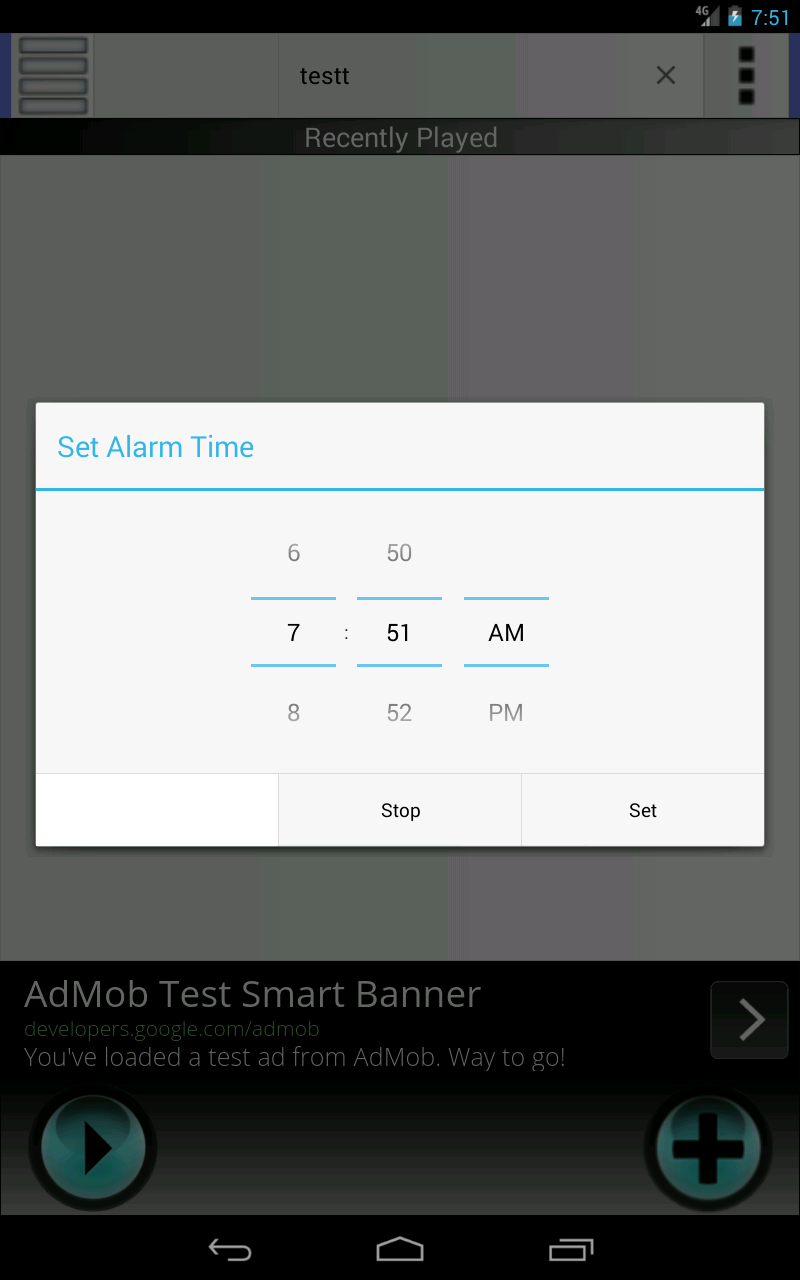 4G 7:51
testt
Recently Played
Set Alarm Time
6 50
7 : 51 AM
8 52 PM
Stop Set
AdMob Test Smart Banner
developers.google.com/admob
You've loaded a test ad from AdMob. Way to go!